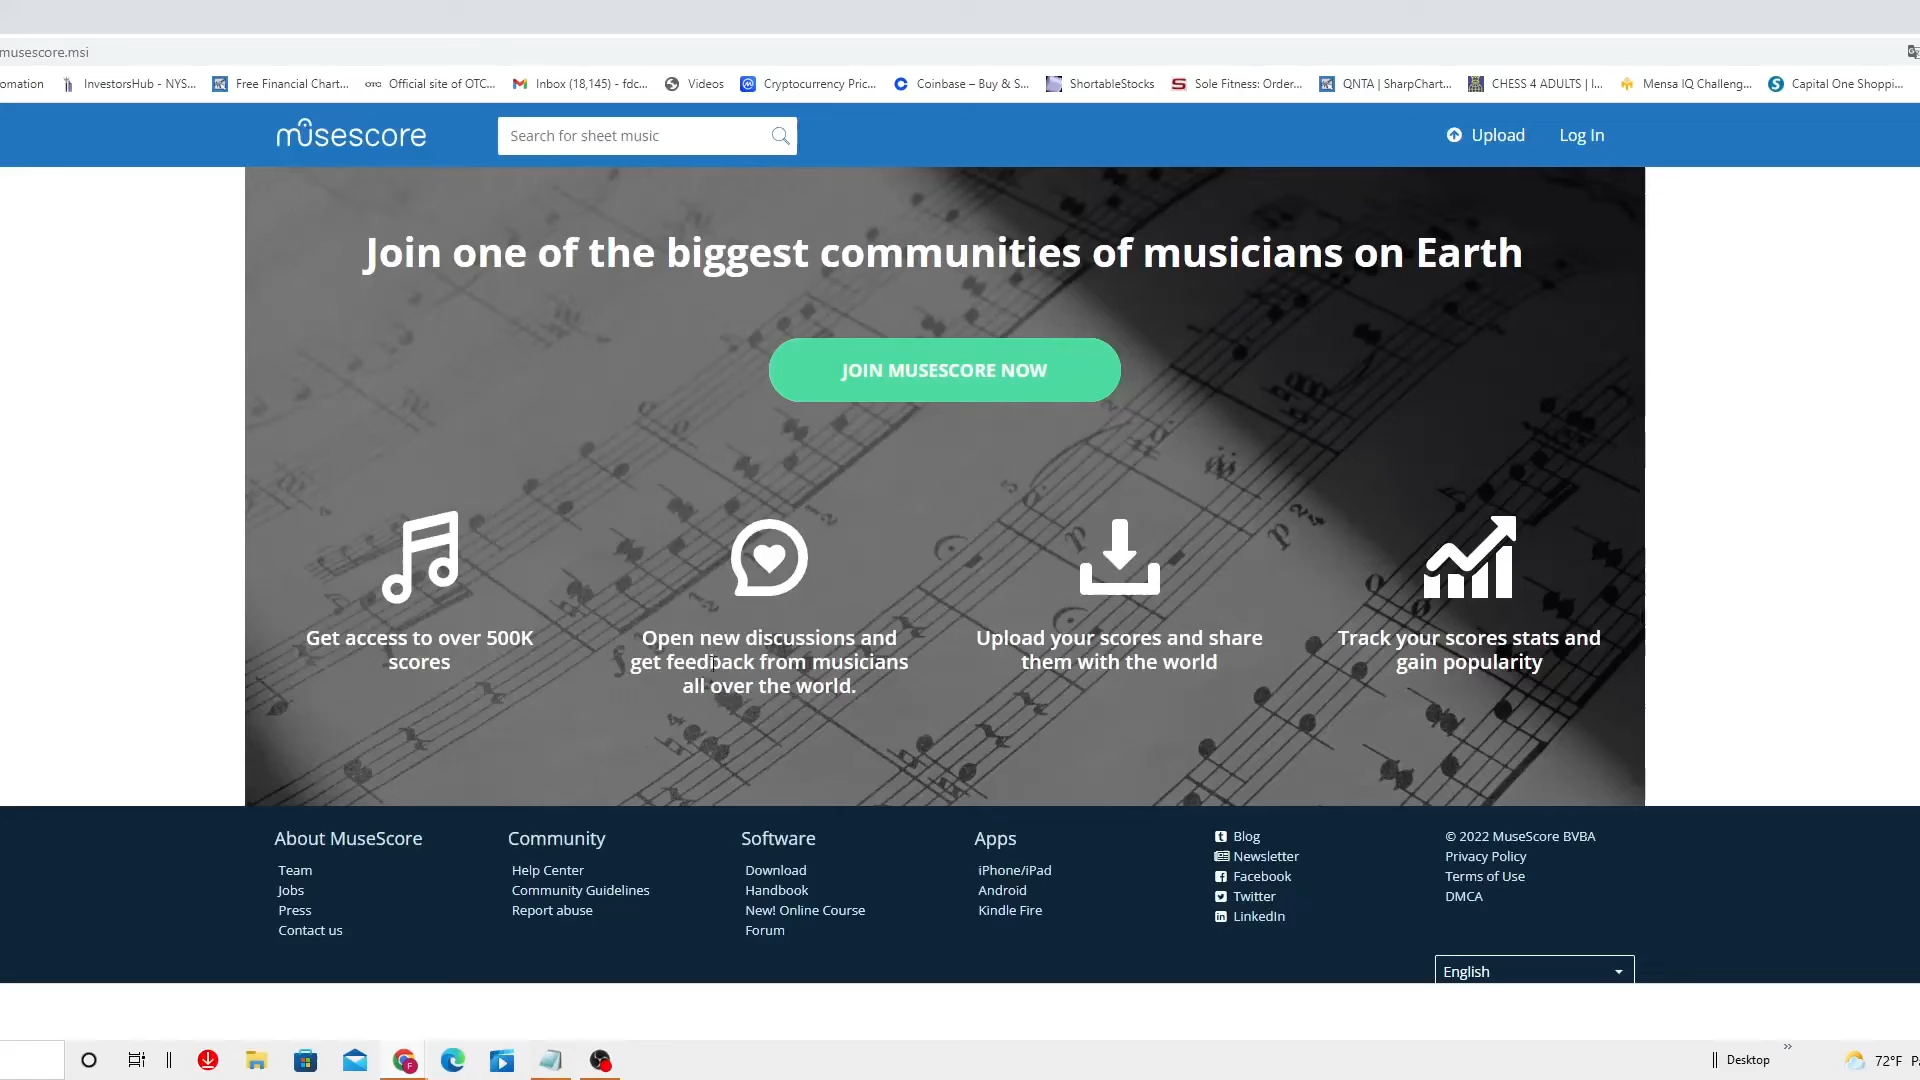 musescore.msi
omation InvestorsHub - NYS... Free Financial Chart... OTC Official site of OTC... Inbox (18,145) - fdc... Videos Cryptocurrency Pric... Coinbase – Buy & S... ShortableStocks Sole Fitness: Order... QNTA | SharpChart... CHESS 4 ADULTS | I... Mensa IQ Challeng... Capital One Shoppi...
musescore Search for sheet music Upload Log In
Join one of the biggest communities of musicians on Earth
JOIN MUSESCORE NOW
Get access to over 500K
scores
Open new discussions and
get feedback from musicians
all over the world.
Upload your scores and share
them with the world
Track your scores stats and
gain popularity
About MuseScore
Team
Jobs
Press
Contact us
Community
Help Center
Community Guidelines
Report abuse
Software
Download
Handbook
New! Online Course
Forum
Apps
iPhone/iPad
Android
Kindle Fire
Blog
Newsletter
Facebook
Twitter
LinkedIn
© 2022 MuseScore BVBA
Privacy Policy
Terms of Use
DMCA
English
Desktop » 72°F